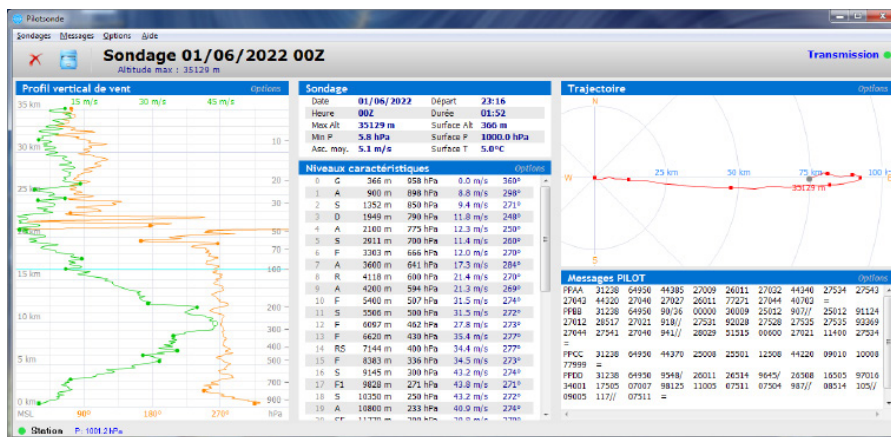 Pilotsonde
Sondages Messages Options Aide
Sondage 01/06/2022 00Z
Altitude max : 35129 m
Transmission
Profil vertical de vent Options
15 m/s 30 m/s 45 m/s
35 km
30 km
25 km
15 km
10 km
5 km
0 km
10
20
30
50
70
100
200
300
400
500
700
900
MSL 90° 180° 270° hPa
Sondage
Date 01/06/2022 Départ 23:16
Heure 00Z Durée 01:52
Max Alt 35129 m Surface Alt 366 m
Min P 5.8 hPa Surface P 1000.0 hPa
Asc. moy. 5.1 m/s Surface T 5.0°C
Niveaux caractéristiques Options
0 G 366 m 958 hPa 0.0 m/s 360°
1 A 900 m 898 hPa 8.8 m/s 298°
2 S 1352 m 850 hPa 9.4 m/s 271°
3 D 1949 m 790 hPa 11.8 m/s 248°
4 A 2100 m 775 hPa 12.3 m/s 250°
5 S 2911 m 700 hPa 11.4 m/s 260°
6 F 3303 m 666 hPa 12.0 m/s 270°
7 A 3600 m 641 hPa 17.3 m/s 284°
8 R 4118 m 600 hPa 21.4 m/s 270°
9 A 4200 m 594 hPa 21.3 m/s 269°
10 F 5400 m 507 hPa 31.5 m/s 274°
11 S 5506 m 500 hPa 31.5 m/s 272°
12 F 6097 m 462 hPa 27.8 m/s 273°
13 F 6620 m 430 hPa 35.4 m/s 277°
14 RS 7144 m 400 hPa 34.4 m/s 277°
15 F 8383 m 336 hPa 34.5 m/s 273°
16 S 9145 m 300 hPa 43.2 m/s 274°
17 F1 9828 m 271 hPa 43.8 m/s 271°
18 S 10350 m 250 hPa 43.2 m/s 272°
19 A 10800 m 233 hPa 40.9 m/s 274°
Trajectoire Options
N
W 25 km 50 km 75 km 100 k
35129 m
S
Messages PILOT Options
PPAA 31238 64950 44385 27009 26011 27032 44340 27534 27543
27043 44320 27040 27027 26011 77271 27044 40703 =
PPBB 31238 64950 90/36 00000 30009 25012 907// 25012 91124
27012 28517 27021 918// 27531 92028 27528 27535 27535 93369
27044 27541 27040 941// 28029 51515 00600 27021 11400 27534
=
PPCC 31238 64950 44370 25008 25501 12508 44220 09010 10008
77999 =
PPDD 31238 64950 9548/ 26011 26514 9645/ 26508 16505 97016
34001 17505 07007 98125 11005 07511 07504 987// 08514 105//
09005 117// 07511 =
Station P: 1001.2 hPa